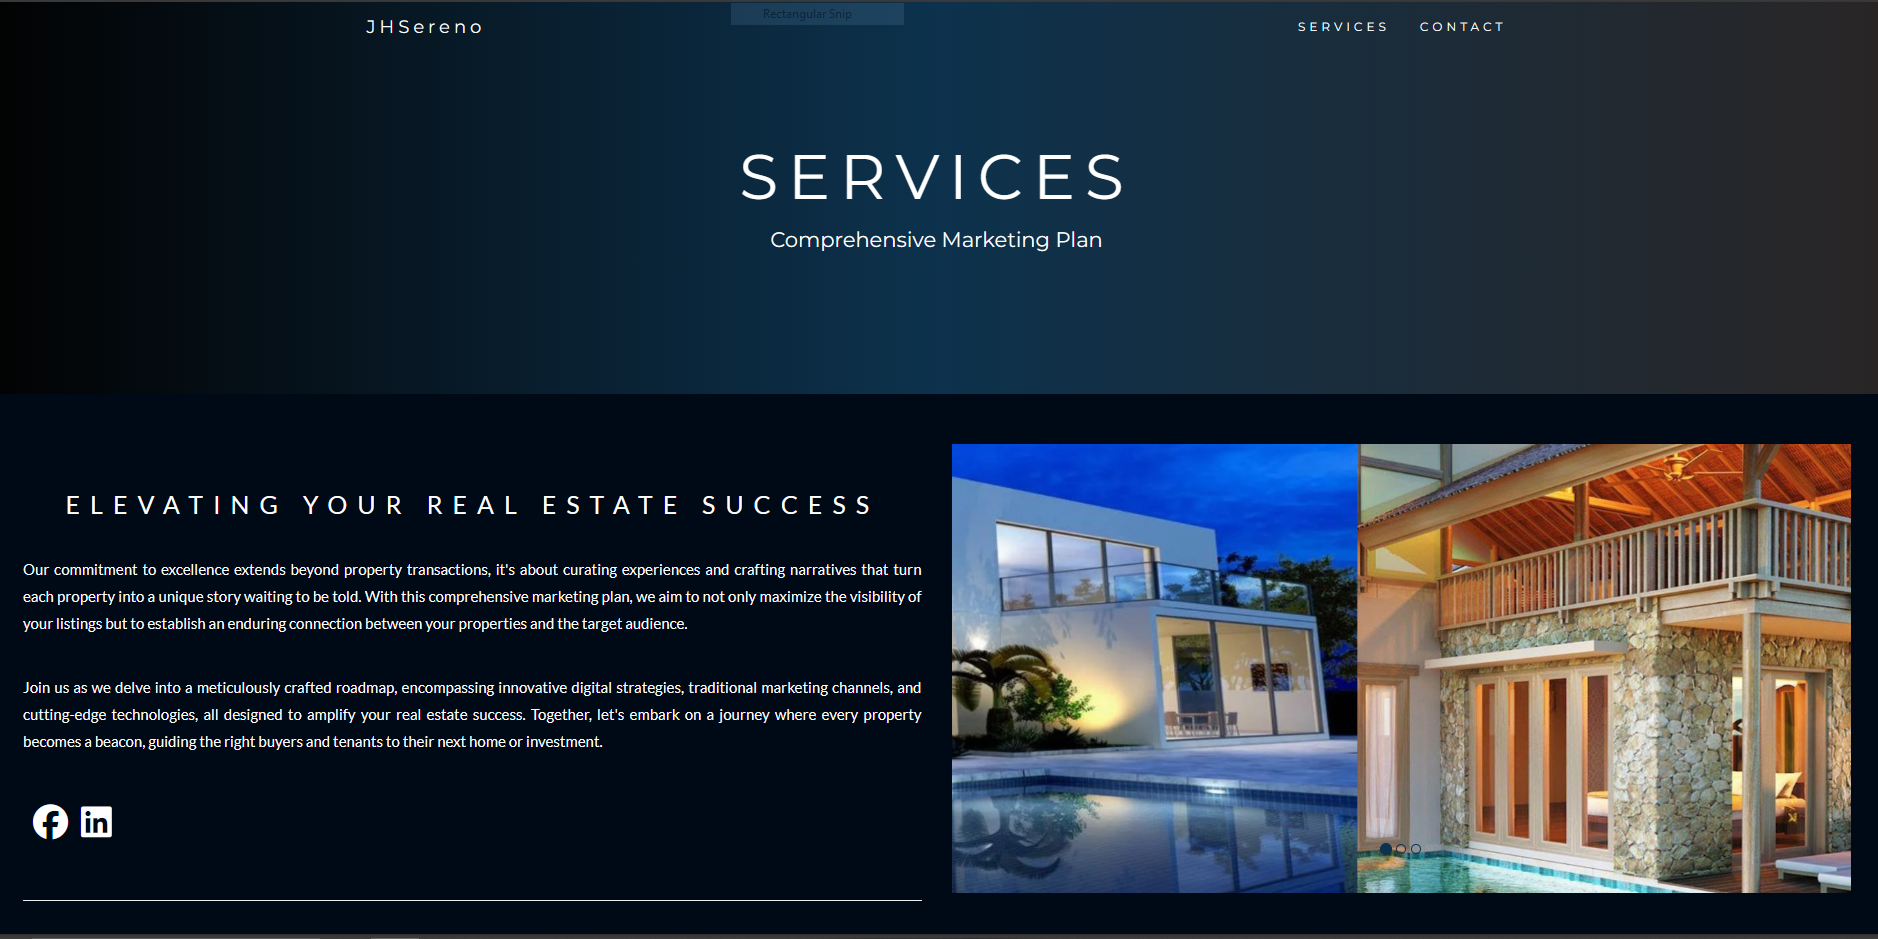 JHSereno
Rectangular Snip
SERVICES
CONTACT
SERVICES
Comprehensive Marketing Plan
ELEVATING YOUR REAL ESTATE SUCCESS
Our commitment to excellence extends beyond property transactions, it's about curating experiences and crafting narratives that turn
each property into a unique story waiting to be told. With this comprehensive marketing plan, we aim to not only maximize the visibility of
your listings but to establish an enduring connection between your properties and the target audience.
Join us as we delve into a meticulously crafted roadmap, encompassing innovative digital strategies, traditional marketing channels, and
cutting-edge technologies, all designed to amplify your real estate success. Together, let's embark on a journey where every property
becomes a beacon, guiding the right buyers and tenants to their next home or investment.